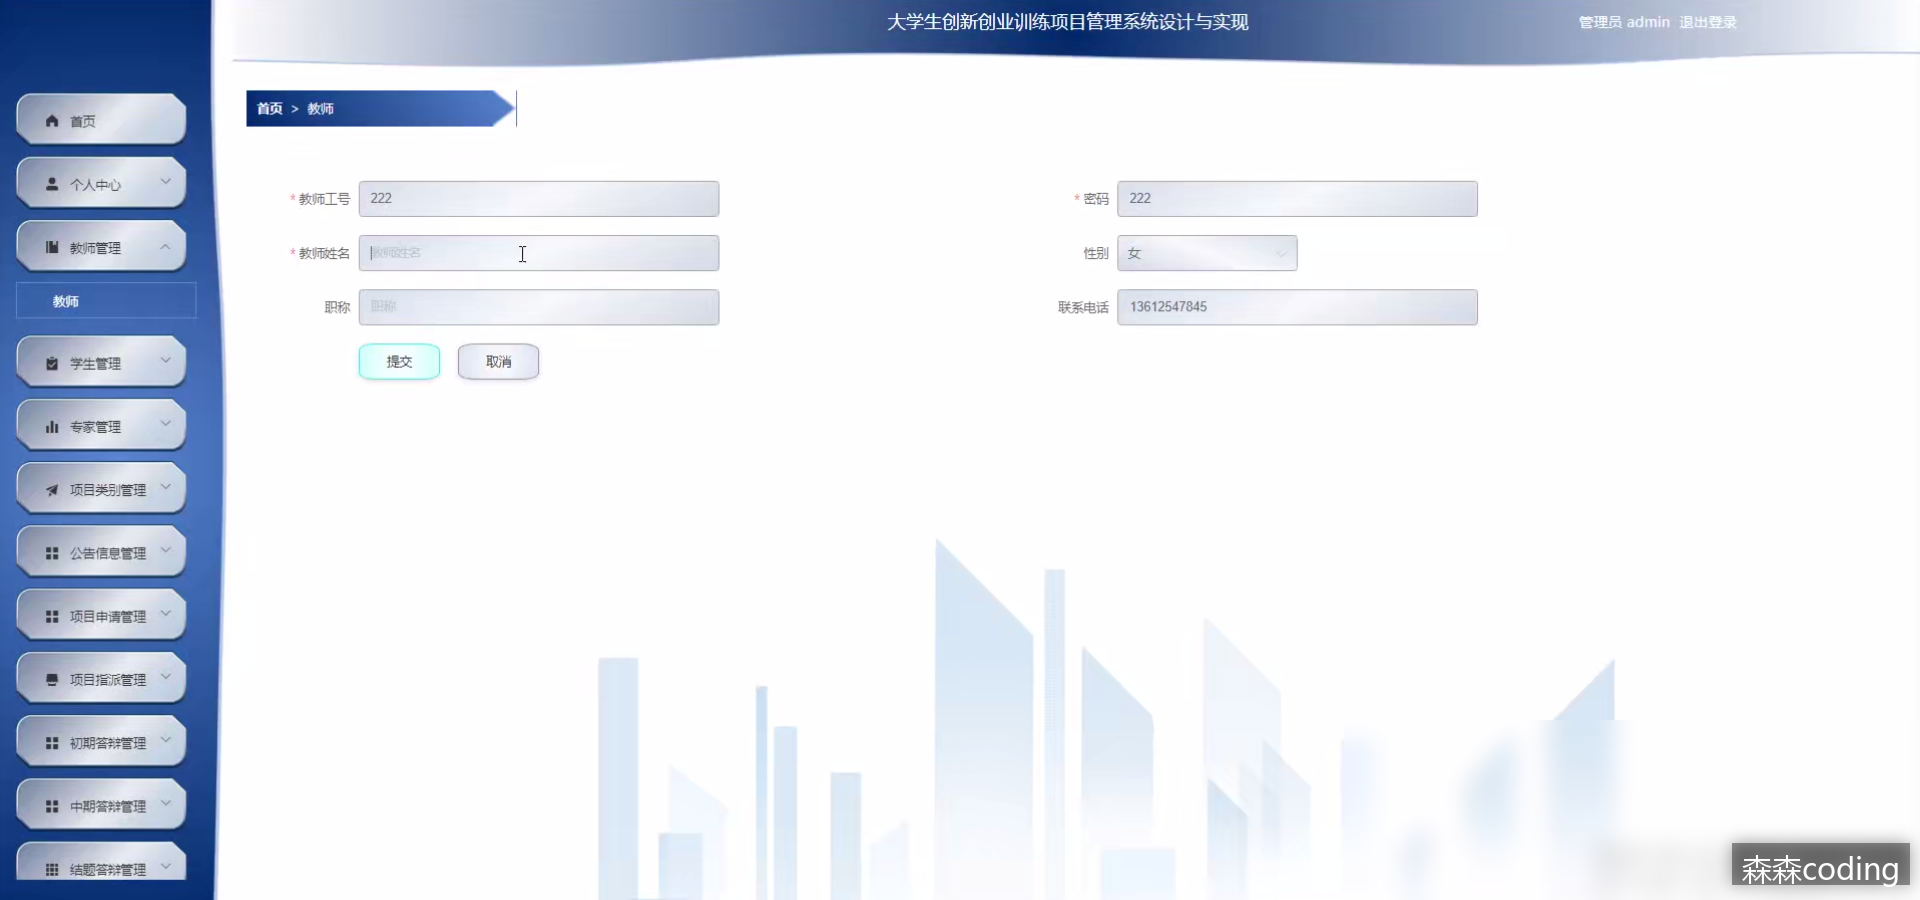 大学生创新创业训练项目管理系统设计与实现
管理员 admin 退出登录
首页 > 教师
首页
个人中心
教师管理
教师
学生管理
专家管理
项目类别管理
公告信息管理
项目申请管理
项目指派管理
初期答辩管理
中期答辩管理
结题答辩管理
* 教师工号 222
* 密码 222
* 教师姓名 教师姓名
性别 女
职称 职称
联系电话 13612547845
提交 取消
森森coding